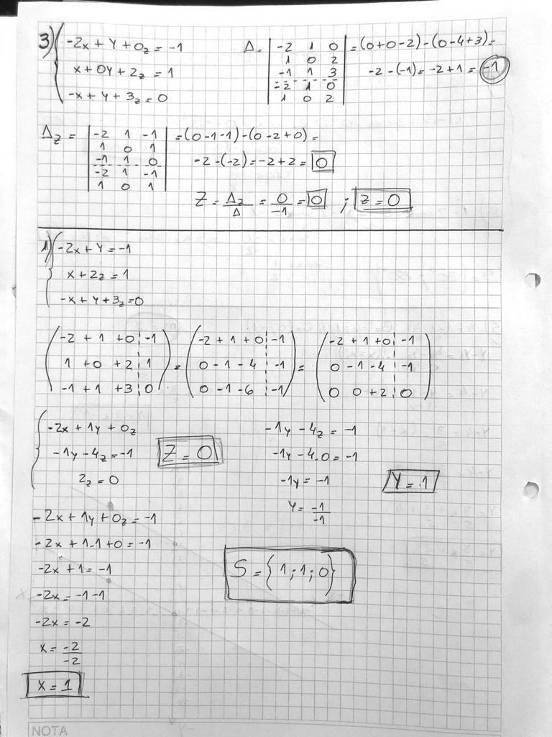 3) { -2x + y + 0z = -1
x + 0y + 2z = 1
-x + y + 3z = 0
Δ = | -2 1 0 | = (0+0-2) - (0-4+3) =
1 0 2
-1 1 3
-2 1 0
1 0 2
-2 - (-1) = -2 + 1 = -1
Δz = | -2 1 -1 | = (0-1-1) - (0-2+0) =
1 0 1
-1 1 0
-2 1 -1
1 0 1
-2 - (-2) = -2 + 2 = 0
Z = Δz/Δ = 0/-1 = 0 ; z = 0
1) { -2x + y = -1
x + 2z = 1
-x + y + 3z = 0
( -2 +1 +0 ¦ -1 ) = ( -2 +1 +0 ¦ -1 ) = ( -2 +1 +0 ¦ -1 )
1 +0 +2 ¦ 1    0 -1 -4 ¦ -1    0 -1 -4 ¦ -1
-1 +1 +3 ¦ 0    0 -1 -6 ¦ -1    0 0 +2 ¦ 0
{ -2x + 1y + 0z
-1y - 4z = -1
2z = 0
Z = 0
-1y - 4z = -1
-1y - 4·0 = -1
-1y = -1
y = -1/-1
Y = 1
-2x + 1y + 0z = -1
-2x + 1·1 + 0 = -1
-2x + 1 = -1
-2x = -1 -1
-2x = -2
x = -2/-2
x = 1
S = {1 ; 1 ; 0}
NOTA